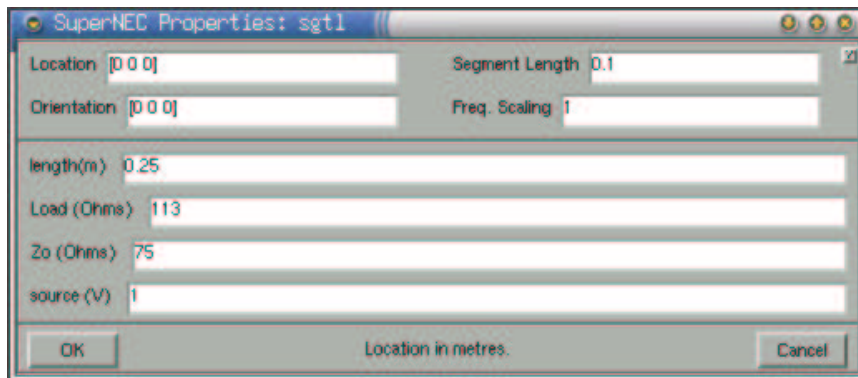 SuperNEC Properties: sgtl
Location [0 0 0] Segment Length 0.1
Orientation [0 0 0] Freq. Scaling 1
length(m) 0.25
Load (Ohms) 113
Zo (Ohms) 75
source (V) 1
OK Location in metres. Cancel